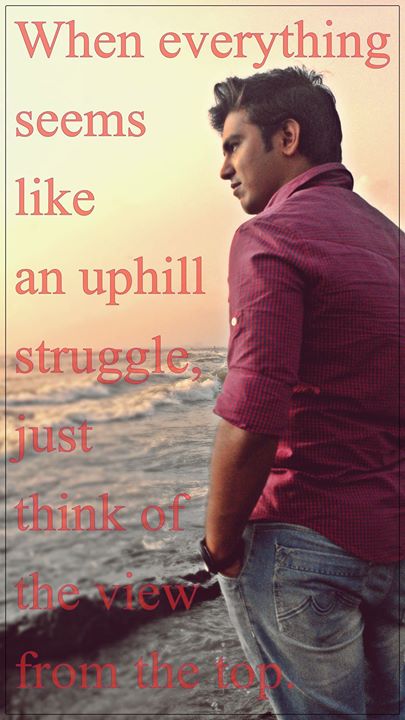 When everything
seems
like
an uphill
struggle,
just
think of
the view
from the top.